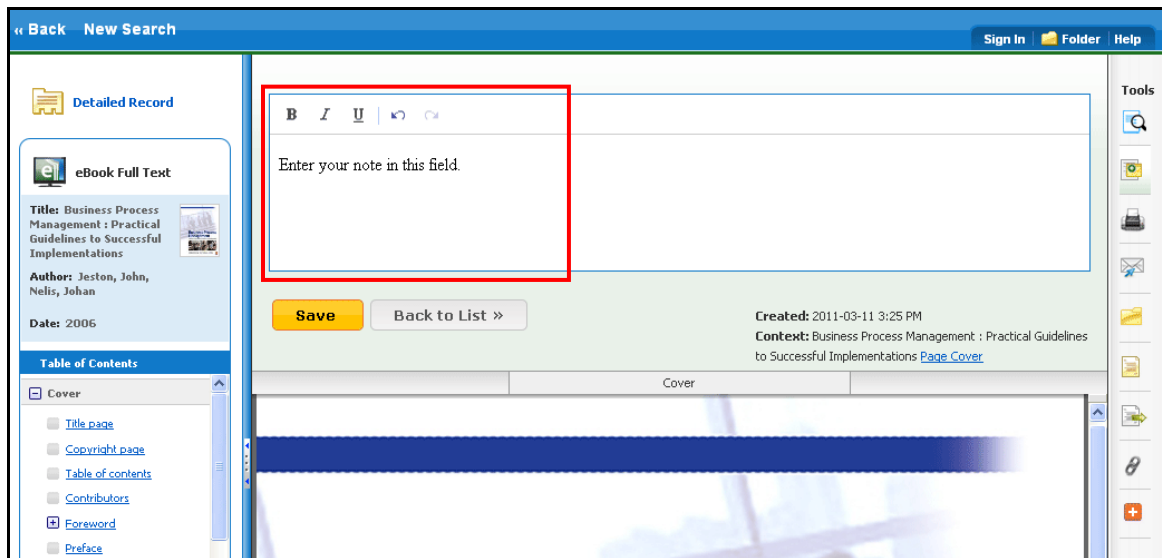 ‹‹ Back New Search
Sign In Folder Help
Detailed Record
eBook Full Text
Title: Business Process
Management : Practical
Guidelines to Successful
Implementations
Author: Jeston, John,
Nelis, Johan
Date: 2006
Table of Contents
Cover
Title page
Copyright page
Table of contents
Contributors
Foreword
Preface
B I U
Enter your note in this field.
Save Back to List »
Created: 2011-03-11 3:25 PM
Context: Business Process Management : Practical Guidelines
to Successful Implementations Page Cover
Cover
Tools